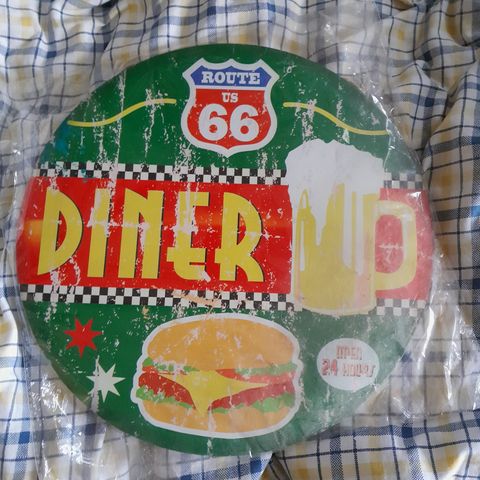 ROUTE
US
66
DINER
OPEN
24 HOURS